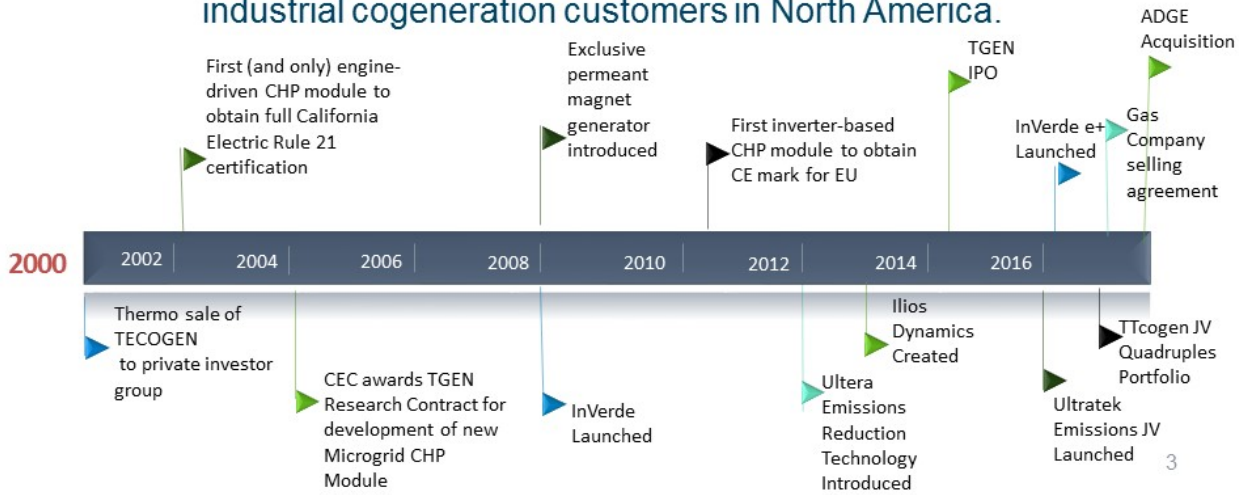 industrial cogeneration customers in North America.
ADGE
Acquisition
TGEN
IPO
Exclusive
permeant
magnet
generator
introduced
First (and only) engine-
driven CHP module to
obtain full California
Electric Rule 21
certification
First inverter-based
CHP module to obtain
CE mark for EU
InVerde e+
Launched
Gas
Company
selling
agreement
2000
2002
2004
2006
2008
2010
2012
2014
2016
Thermo sale of
TECOGEN
to private investor
group
CEC awards TGEN
Research Contract for
development of new
Microgrid CHP
Module
InVerde
Launched
Ultera
Emissions
Reduction
Technology
Introduced
Ilios
Dynamics
Created
Ultratek
Emissions JV
Launched
TTcogen JV
Quadruples
Portfolio
3